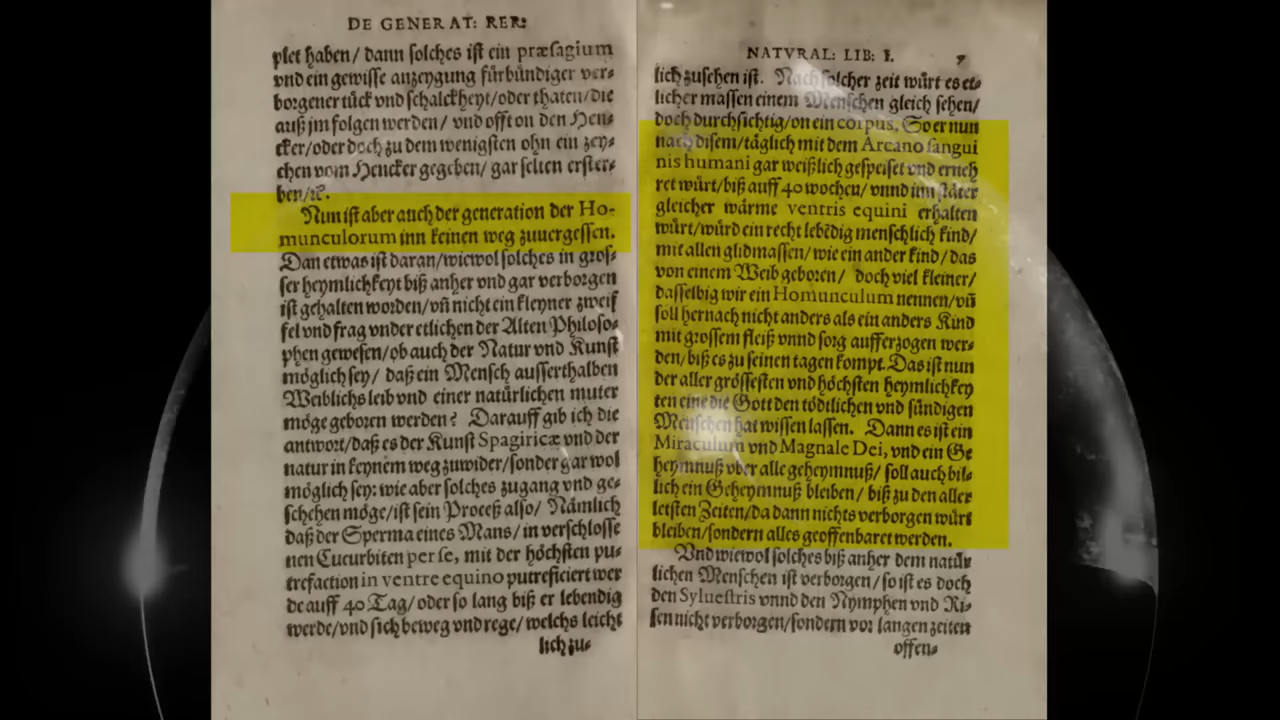 DE GENERAT: RER:
plet haben/ dann solches ist ein præsagium
vnd ein gewisse anzeygung fürbündiger ver⸗
borgener tück vnd schalckheyt/oder thaten/die
auß jm folgen werden/ vnd offt on den Hen⸗
cker/oder doch zu dem wenigsten ohn ein zey⸗
chen vom Hencker gegeben/ gar selten erster⸗
ben/ꝛc.
Nun ist aber auch der generation der Ho⸗
munculorum inn keinen weg zuuergessen.
Dan etwas ist daran/wiewol solches in gros⸗
ser heymlichkeyt biß anher vnd gar verborgen
ist gehalten worden/vñ nicht ein kleyner zweif
fel vnd frag vnder etlichen der Alten Philoso⸗
phen gewesen/ob auch der Natur vnd Kunst
möglich sey/ daß ein Mensch ausserthalben
Weiblichs leib vnd einer natürlichen muter
möge geboren werden? Darauff gib ich die
antwort/daß es der Kunst Spagiricæ vnd der
natur in keynem weg zuwider/sonder gar wol
möglich sey: wie aber solches zugang vnd ge⸗
schehen möge/ist sein Proceß also/ Nämlich
daß der Sperma eines Mans/ in verschlosse
nen Cucurbiten per se, mit der höchsten pu⸗
trefaction in ventre equino putreficiert wer
de auff 40 Tag/oder so lang biß er lebendig
werde/vnd sich beweg vnd rege/ welchs leicht
lich zu⸗
NATVRAL: LIB: I. 7
lich zusehen ist. Nach solcher zeit würt es et⸗
licher massen einem Menschen gleich sehen/
doch durchsichtig/on ein corpus. So er nun
nach disem/täglich mit dem Arcano sangui
nis humani gar weißlich gespeiset vnd erneh
ret würt/biß auff 40 wochen/ vnnd inn stäter
gleicher wärme ventris equini erhalten
würt/würd ein recht lebẽdig menschlich kind/
mit allen glidmassen/wie ein ander kind/das
von einem Weib geboren/ doch viel kleiner/
dasselbig wir ein Homunculum nennen/vñ
soll hernach nicht anders als ein anders Kind
mit grossem fleiß vnnd sorg aufferzogen wer⸗
den/biß es zu seinen tagen kompt. Das ist nun
der aller grössesten vnd höchsten heymlichkey
ten eine die Gott den tödtlichen vnd sündigen
Menschen hat wissen lassen. Dann es ist ein
Miraculum vnd Magnale Dei, vnd ein Ge
heymnuß vber alle geheymnuß/ soll auch bil⸗
lich ein Geheymnuß bleiben/ biß zu den aller
letsten Zeiten/da dann nichts verborgen würt
bleiben/sondern alles geoffenbaret werden.
Vnd wiewol solches biß anher dem natür
lichen Menschen ist verborgen/so ist es doch
den Syluestris vnnd den Nymphen vnd Ri⸗
sen nicht verborgen/sondern vor langen zeiten
offen⸗